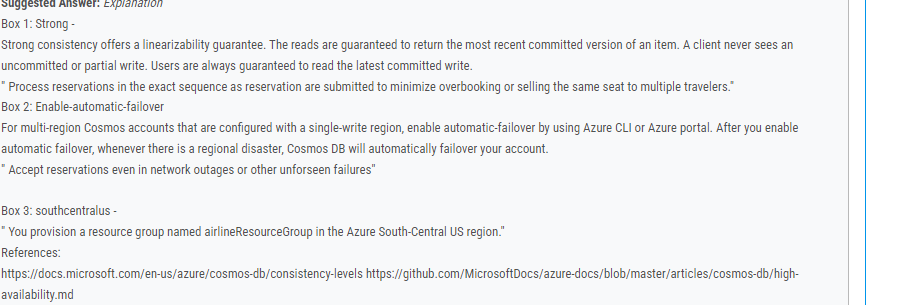 Suggested Answer: Explanation
Box 1: Strong -
Strong consistency offers a linearizability guarantee. The reads are guaranteed to return the most recent committed version of an item. A client never sees an
uncommitted or partial write. Users are always guaranteed to read the latest committed write.
" Process reservations in the exact sequence as reservation are submitted to minimize overbooking or selling the same seat to multiple travelers."
Box 2: Enable-automatic-failover
For multi-region Cosmos accounts that are configured with a single-write region, enable automatic-failover by using Azure CLI or Azure portal. After you enable
automatic failover, whenever there is a regional disaster, Cosmos DB will automatically failover your account.
" Accept reservations even in network outages or other unforseen failures"
Box 3: southcentralus -
" You provision a resource group named airlineResourceGroup in the Azure South-Central US region."
References:
https://docs.microsoft.com/en-us/azure/cosmos-db/consistency-levels https://github.com/MicrosoftDocs/azure-docs/blob/master/articles/cosmos-db/high-
availability.md